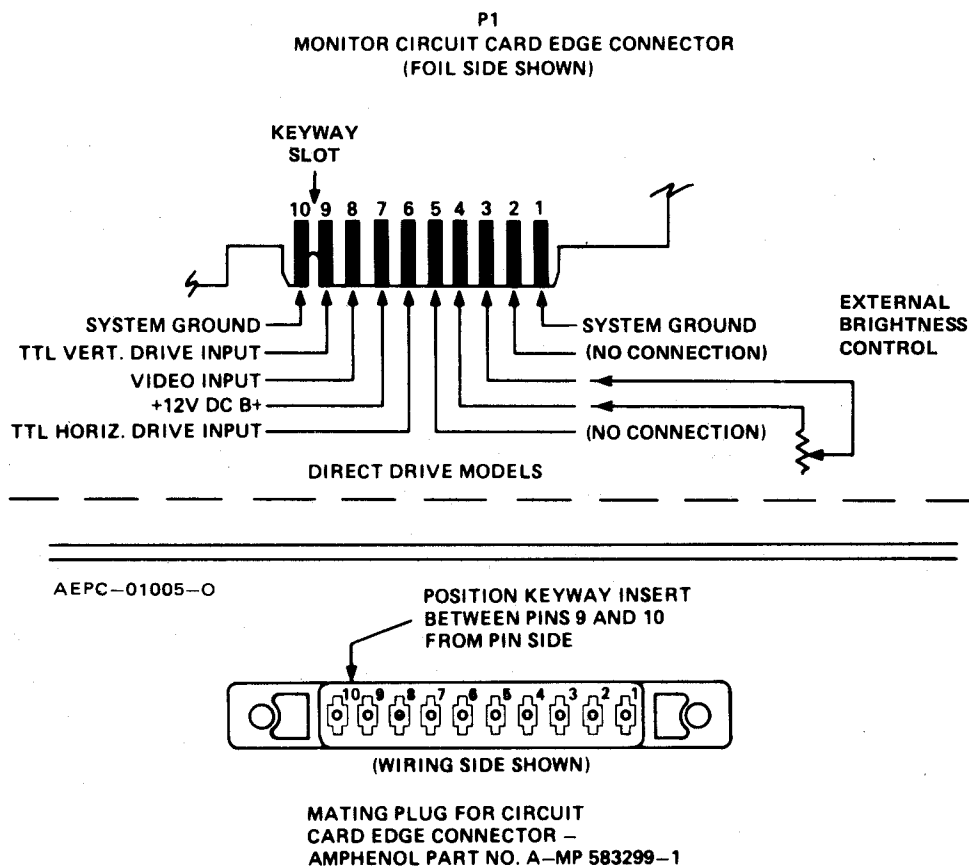 P1
MONITOR CIRCUIT CARD EDGE CONNECTOR
(FOIL SIDE SHOWN)
KEYWAY
SLOT
10 9 8 7 6 5 4 3 2 1
SYSTEM GROUND
TTL VERT. DRIVE INPUT
VIDEO INPUT
+12V DC B+
TTL HORIZ. DRIVE INPUT
SYSTEM GROUND
(NO CONNECTION)
(NO CONNECTION)
EXTERNAL
BRIGHTNESS
CONTROL
DIRECT DRIVE MODELS
AEPC–01005–O
POSITION KEYWAY INSERT
BETWEEN PINS 9 AND 10
FROM PIN SIDE
10 9 8 7 6 5 4 3 2 1
(WIRING SIDE SHOWN)
MATING PLUG FOR CIRCUIT
CARD EDGE CONNECTOR –
AMPHENOL PART NO. A–MP 583299–1